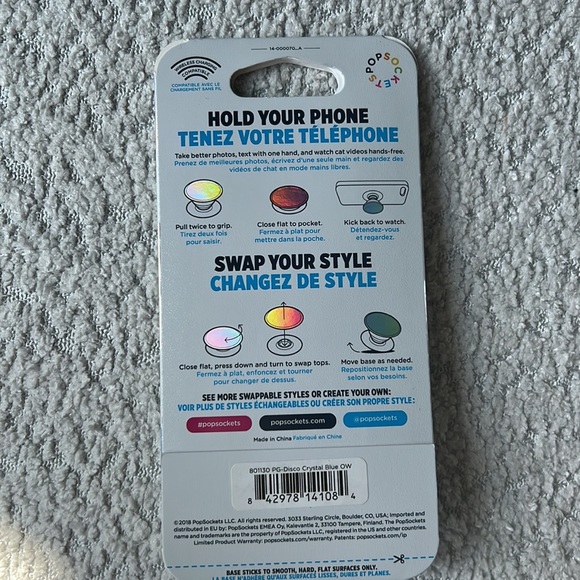 14-000070_A
WIRELESS CHARGING
COMPATIBLE
COMPATIBLE AVEC LE
CHARGEMENT SANS FIL
POPSOCKETS
HOLD YOUR PHONE
TENEZ VOTRE TÉLÉPHONE
Take better photos, text with one hand, and watch cat videos hands-free.
Prenez de meilleures photos, écrivez d'une seule main et regardez des
vidéos de chat en mode mains libres.
Pull twice to grip.
Tirez deux fois
pour saisir.
Close flat to pocket.
Fermez à plat pour
mettre dans la poche.
Kick back to watch.
Détendez-vous
et regardez.
SWAP YOUR STYLE
CHANGEZ DE STYLE
Close flat, press down and turn to swap tops.
Fermez à plat, enfoncez et tournez
pour changer de dessus.
Move base as needed.
Repositionnez la base
selon vos besoins.
SEE MORE SWAPPABLE STYLES OR CREATE YOUR OWN:
VOIR PLUS DE STYLES ÉCHANGEABLES OU CRÉER SON PROPRE STYLE:
#popsockets
popsockets.com
@popsockets
Made in China Fabriqué en Chine
801130 PG-Disco Crystal Blue OW
8 42978 14108 4
©2018 PopSockets LLC. All rights reserved. 3033 Sterling Circle, Boulder, CO, USA; Imported and
distributed in EU by: PopSockets EMEA Oy, Kalevantie 2, 33100 Tampere, Finland. The PopSockets
name and trademarks are the property of PopSockets LLC, registered in the US and other countries.
Limited Product Warranty: popsockets.com/warranty. Patents: popsockets.com/ip
BASE STICKS TO SMOOTH, HARD, FLAT SURFACES ONLY.
LA BASE N'ADHÈRE QU'AUX SURFACES LISSES, DURES ET PLANES.